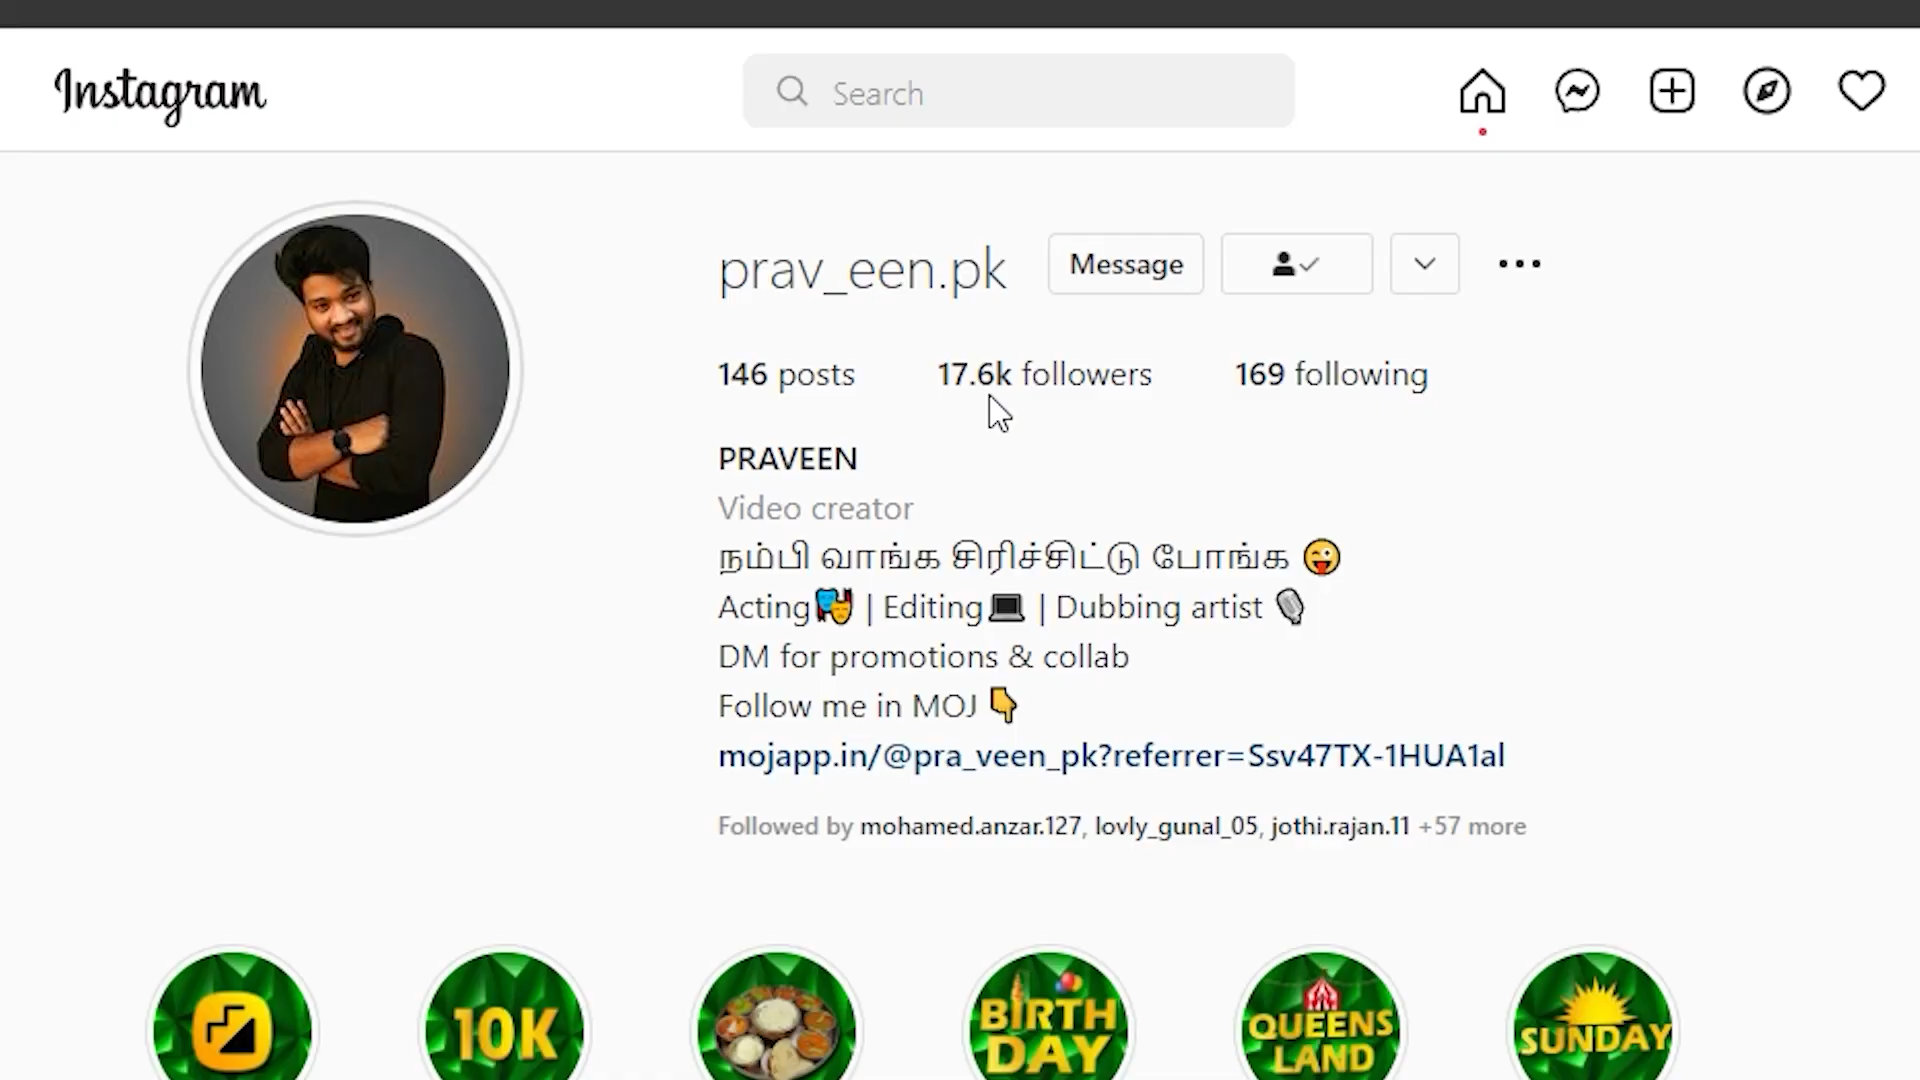 Instagram
Search
prav_een.pk
Message
146 posts
17.6k followers
169 following
PRAVEEN
Video creator
நம்பி வாங்க சிரிச்சிட்டு போங்க 😜
Acting🎭 | Editing💻 | Dubbing artist 🎙
DM for promotions & collab
Follow me in MOJ 👇
mojapp.in/@pra_veen_pk?referrer=Ssv47TX-1HUA1al
Followed by mohamed.anzar.127, lovly_gunal_05, jothi.rajan.11 +57 more
10K
BIRTH
DAY
QUEENS
LAND
SUNDAY